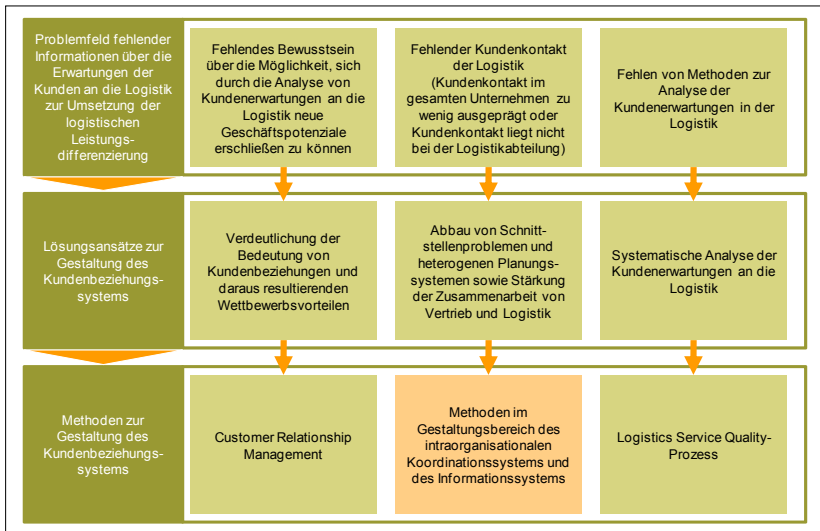 Problemfeld fehlender
Informationen über die
Erwartungen der
Kunden an die Logistik
zur Umsetzung der
logistischen
Leistungs-
differenzierung
Fehlendes Bewusstsein
über die Möglichkeit, sich
durch die Analyse von
Kundenerwartungen an die
Logistik neue
Geschäftspotenziale
erschließen zu können
Fehlender Kundenkontakt
der Logistik
(Kundenkontakt im
gesamten Unternehmen zu
wenig ausgeprägt oder
Kundenkontakt liegt nicht
bei der Logistikabteilung)
Fehlen von Methoden zur
Analyse der
Kundenerwartungen in der
Logistik
Lösungsansätze zur
Gestaltung des
Kundenbeziehungs-
systems
Verdeutlichung der
Bedeutung von
Kundenbeziehungen und
daraus resultierenden
Wettbewerbsvorteilen
Abbau von Schnitt-
stellenproblemen und
heterogenen Planungs-
systemen sowie Stärkung
der Zusammenarbeit von
Vertrieb und Logistik
Systematische Analyse der
Kundenerwartungen an die
Logistik
Methoden zur
Gestaltung des
Kundenbeziehungs-
systems
Customer Relationship
Management
Methoden im
Gestaltungsbereich des
intraorganisationalen
Koordinationssystems und
des Informationssystems
Logistics Service Quality-
Prozess